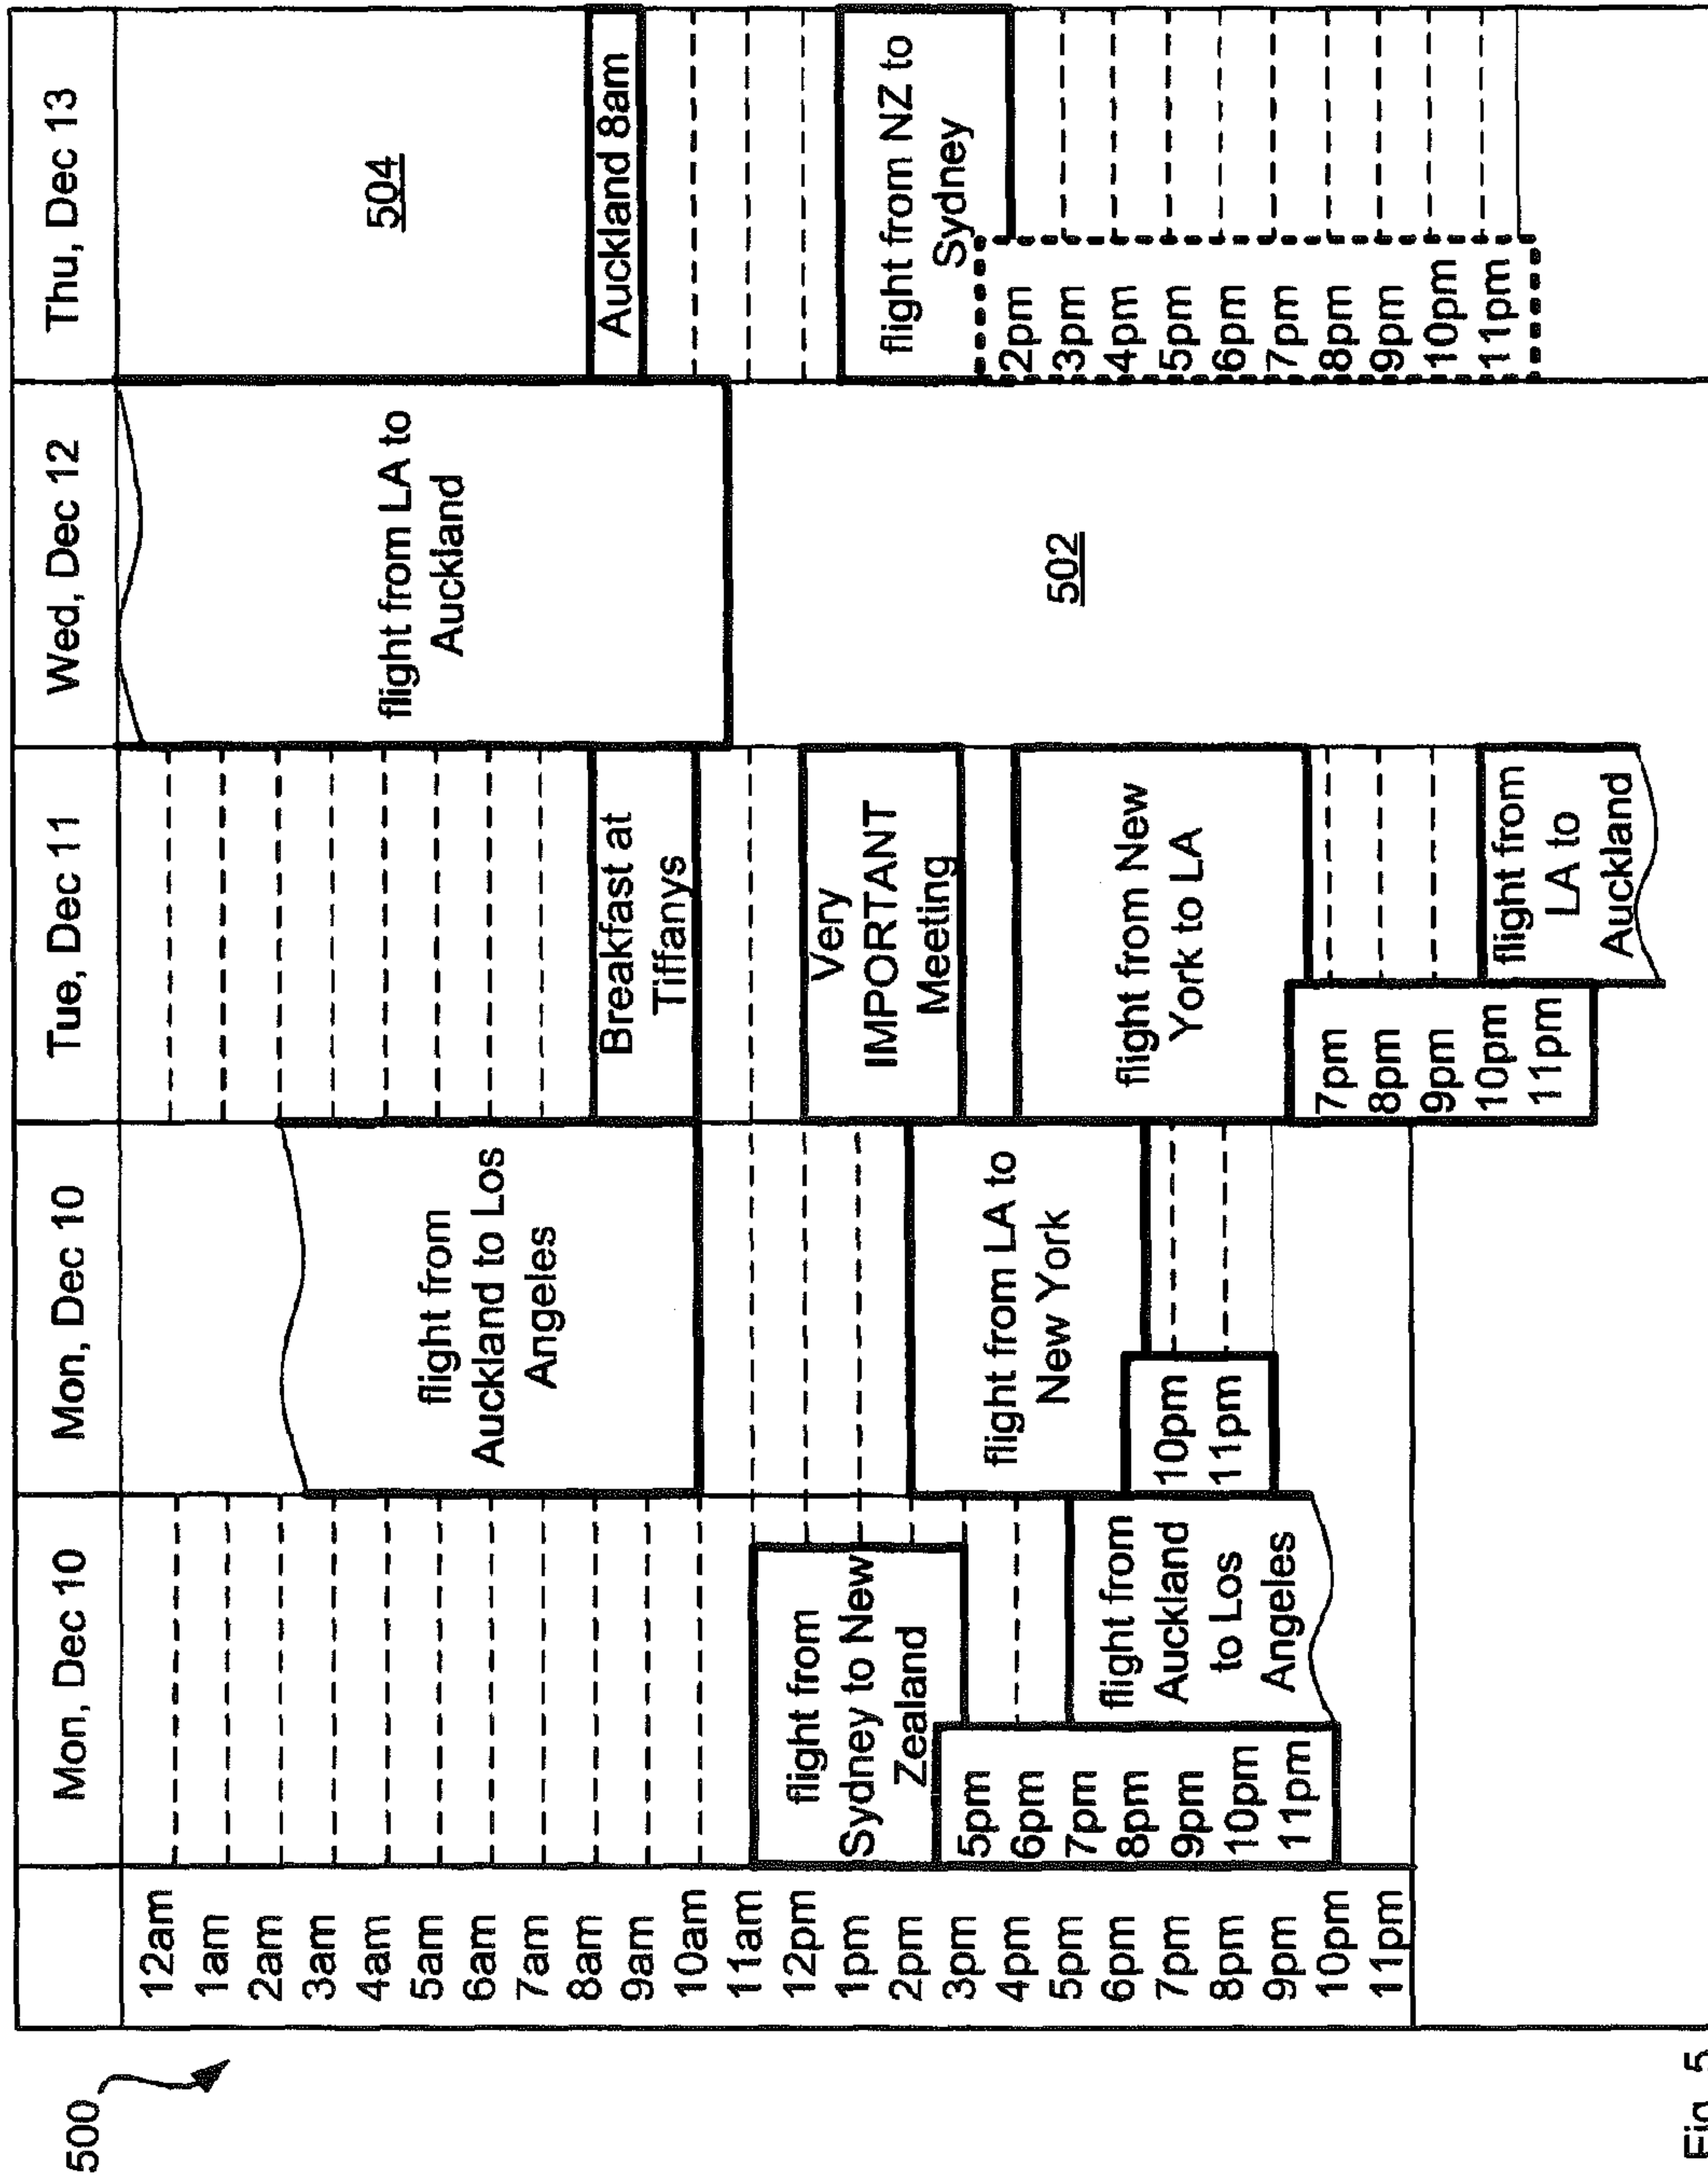 500
Mon, Dec 10
Mon, Dec 10
Tue, Dec 11
Wed, Dec 12
Thu, Dec 13
12am
1am
2am
3am
4am
5am
6am
7am
8am
9am
10am
11am
12pm
1pm
2pm
3pm
4pm
5pm
6pm
7pm
8pm
9pm
10pm
11pm
flight from
Sydney to New
Zealand
5pm
6pm
7pm
8pm
9pm
10pm
11pm
flight from
Auckland
to Los
Angeles
flight from
Auckland to Los
Angeles
flight from LA to
New York
10pm
11pm
Breakfast at
Tiffanys
Very
IMPORTANT
Meeting
flight from New
York to LA
7pm
8pm
9pm
10pm
11pm
flight from
LA to
Auckland
flight from LA to
Auckland
502
504
Auckland 8am
flight from NZ to
Sydney
2pm
3pm
4pm
5pm
6pm
7pm
8pm
9pm
10pm
11pm
Fig. 5